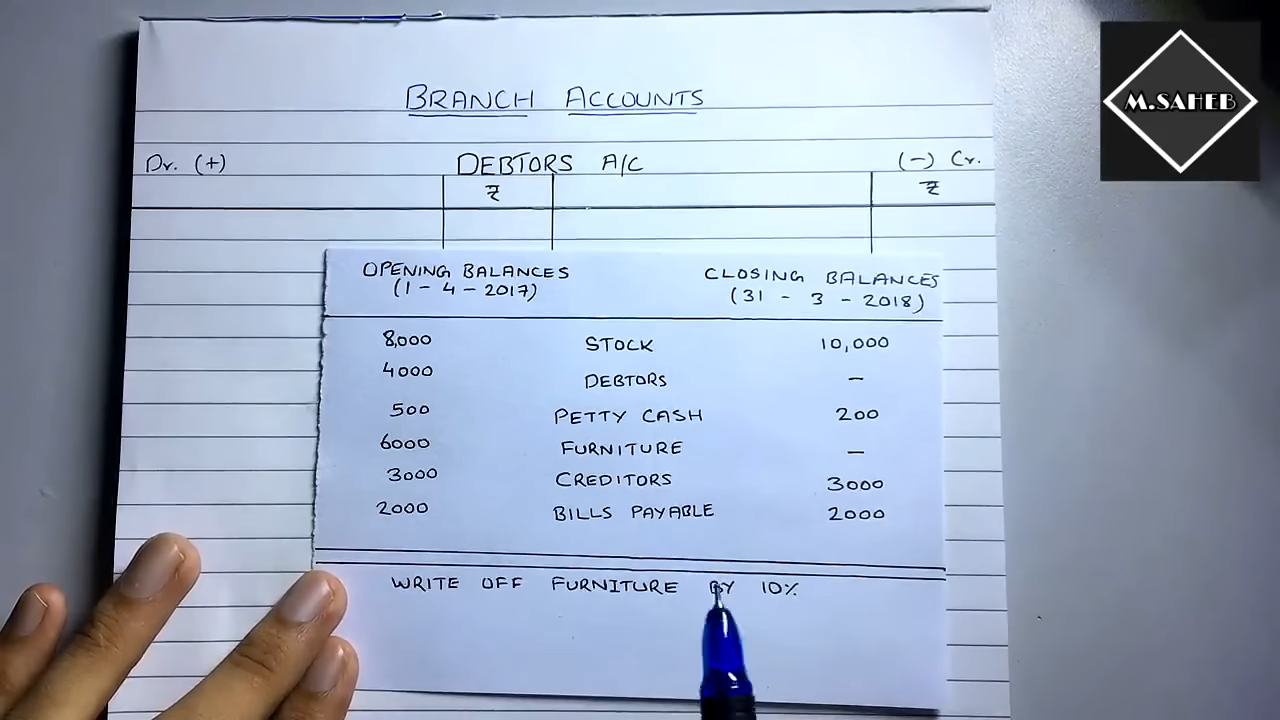 M.SAHEB
BRANCH ACCOUNTS
Dr. (+) DEBTORS A/C (-) Cr.
₹ ₹
OPENING BALANCES CLOSING BALANCES
(1 - 4 - 2017) (31 - 3 - 2018)
8,000 STOCK 10,000
4000 DEBTORS –
500 PETTY CASH 200
6000 FURNITURE –
3000 CREDITORS 3000
2000 BILLS PAYABLE 2000
WRITE OFF FURNITURE BY 10%